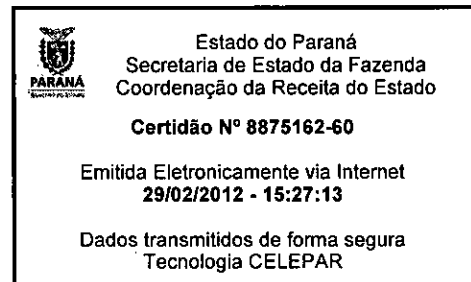 PARANÁ
Estado do Paraná
Secretaria de Estado da Fazenda
Coordenação da Receita do Estado
Certidão Nº 8875162-60
Emitida Eletronicamente via Internet
29/02/2012 - 15:27:13
Dados transmitidos de forma segura
Tecnologia CELEPAR